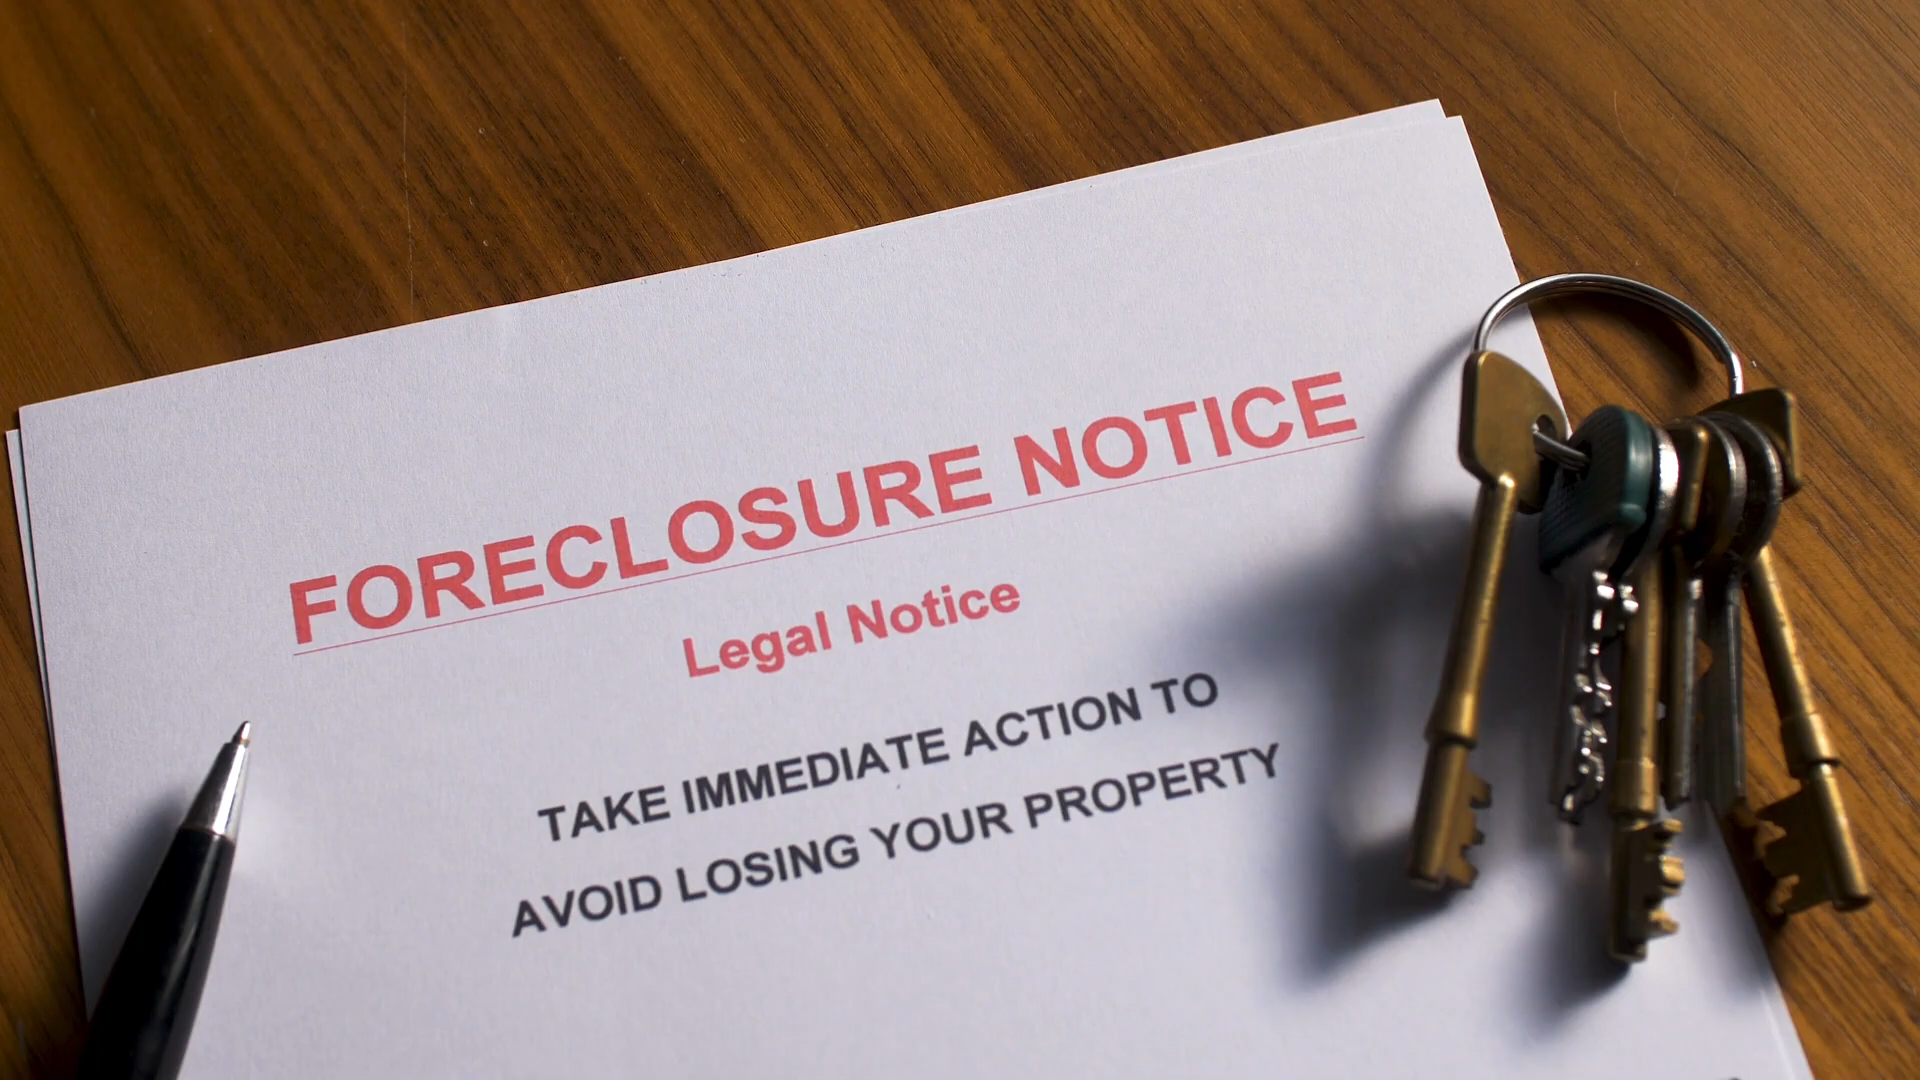 FORECLOSURE NOTICE
Legal Notice
TAKE IMMEDIATE ACTION TO
AVOID LOSING YOUR PROPERTY